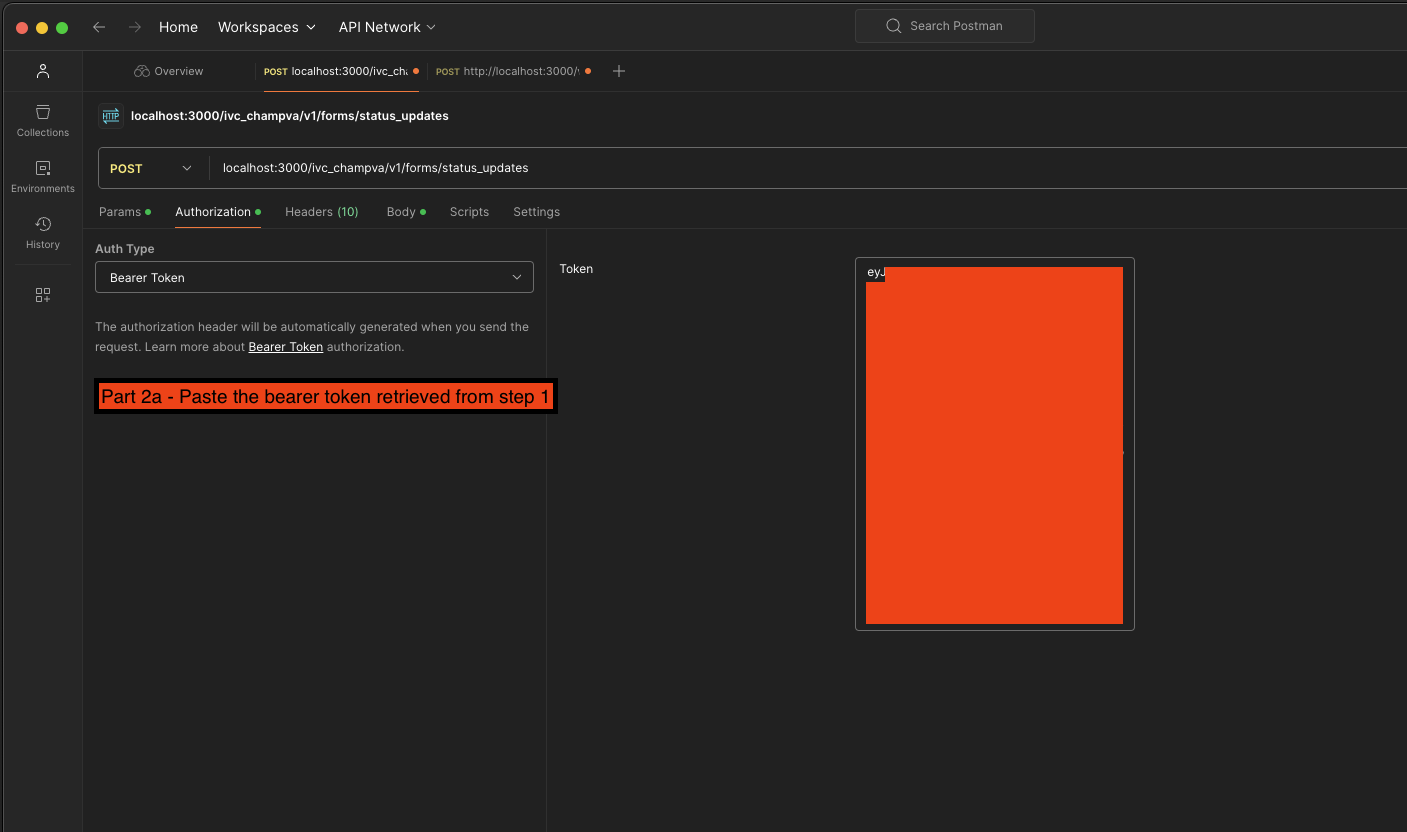 Home Workspaces API Network Search Postman
Overview POST localhost:3000/ivc_cha POST http://localhost:3000/
Collections
Environments
History
HTTP localhost:3000/ivc_champva/v1/forms/status_updates
POST localhost:3000/ivc_champva/v1/forms/status_updates
Params Authorization Headers (10) Body Scripts Settings
Auth Type
Bearer Token
The authorization header will be automatically generated when you send the
request. Learn more about Bearer Token authorization.
Part 2a - Paste the bearer token retrieved from step 1
Token
eyJ